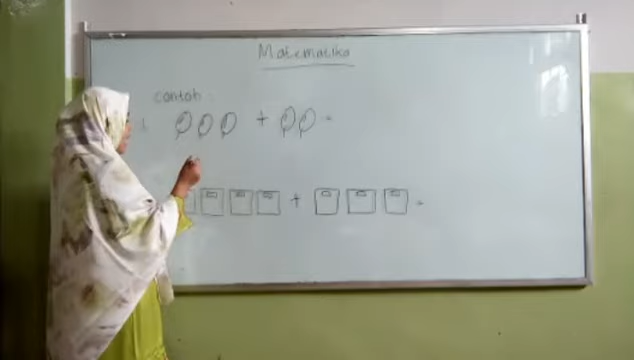 Matematika
Contoh :
1. + =
+ =